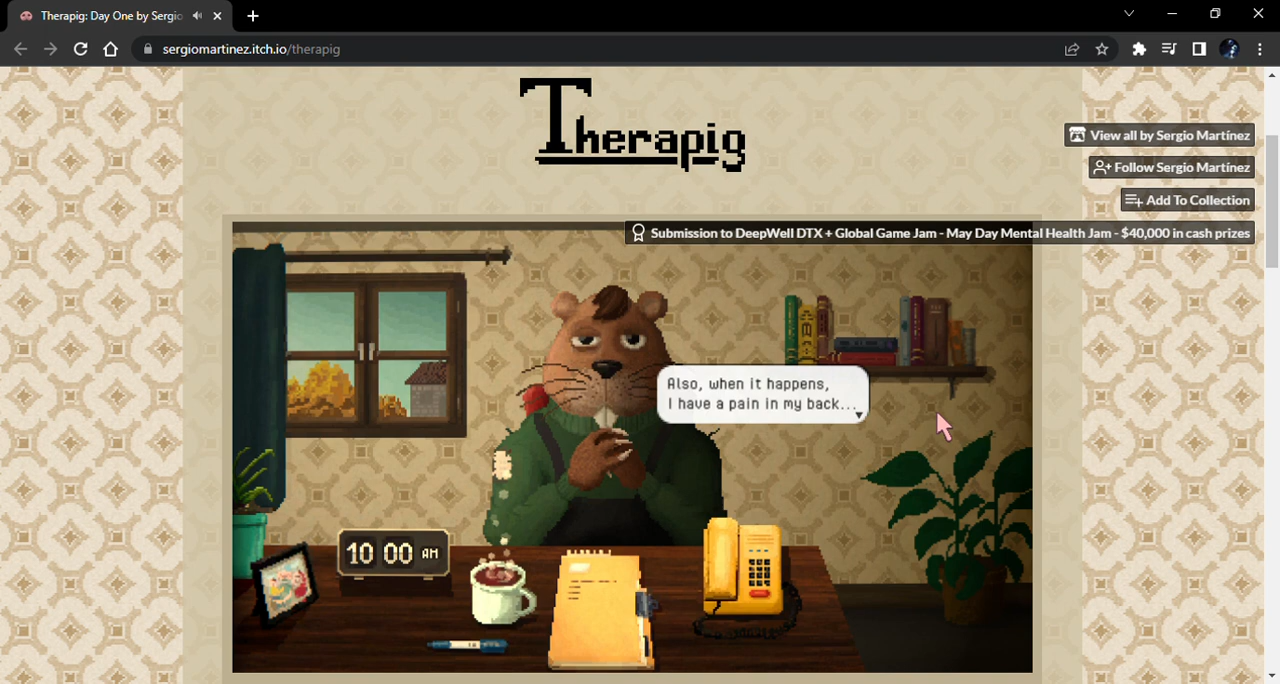 Therapig: Day One by Sergio
sergiomartinez.itch.io/therapig
Therapig
View all by Sergio Martínez
Follow Sergio Martínez
Add To Collection
Submission to DeepWell DTX + Global Game Jam - May Day Mental Health Jam - $40,000 in cash prizes
Also, when it happens,
I have a pain in my back...
10 00 AM